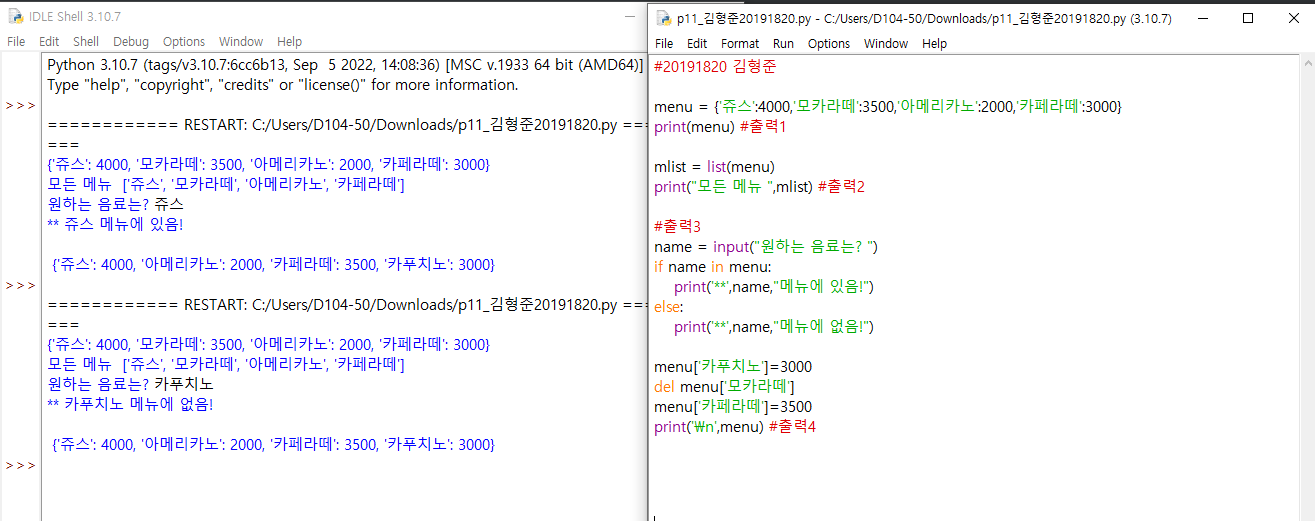 IDLE Shell 3.10.7
File Edit Shell Debug Options Window Help
Python 3.10.7 (tags/v3.10.7:6cc6b13, Sep  5 2022, 14:08:36) [MSC v.1933 64 bit (AMD64)]
Type "help", "copyright", "credits" or "license()" for more information.
>>>
============ RESTART: C:/Users/D104-50/Downloads/p11_김형준20191820.py ===
===
{'쥬스': 4000, '모카라떼': 3500, '아메리카노': 2000, '카페라떼': 3000}
모든 메뉴  ['쥬스', '모카라떼', '아메리카노', '카페라떼']
원하는 음료는? 쥬스
** 쥬스 메뉴에 있음!
{'쥬스': 4000, '아메리카노': 2000, '카페라떼': 3500, '카푸치노': 3000}
>>>
============ RESTART: C:/Users/D104-50/Downloads/p11_김형준20191820.py ===
===
{'쥬스': 4000, '모카라떼': 3500, '아메리카노': 2000, '카페라떼': 3000}
모든 메뉴  ['쥬스', '모카라떼', '아메리카노', '카페라떼']
원하는 음료는? 카푸치노
** 카푸치노 메뉴에 없음!
{'쥬스': 4000, '아메리카노': 2000, '카페라떼': 3500, '카푸치노': 3000}
>>>
p11_김형준20191820.py - C:/Users/D104-50/Downloads/p11_김형준20191820.py (3.10.7)
File Edit Format Run Options Window Help
#20191820 김형준
menu = {'쥬스':4000,'모카라떼':3500,'아메리카노':2000,'카페라떼':3000}
print(menu) #출력1
mlist = list(menu)
print("모든 메뉴 ",mlist) #출력2
#출력3
name = input("원하는 음료는? ")
if name in menu:
    print('**',name,"메뉴에 있음!")
else:
    print('**',name,"메뉴에 없음!")
menu['카푸치노']=3000
del menu['모카라떼']
menu['카페라떼']=3500
print('₩n',menu) #출력4